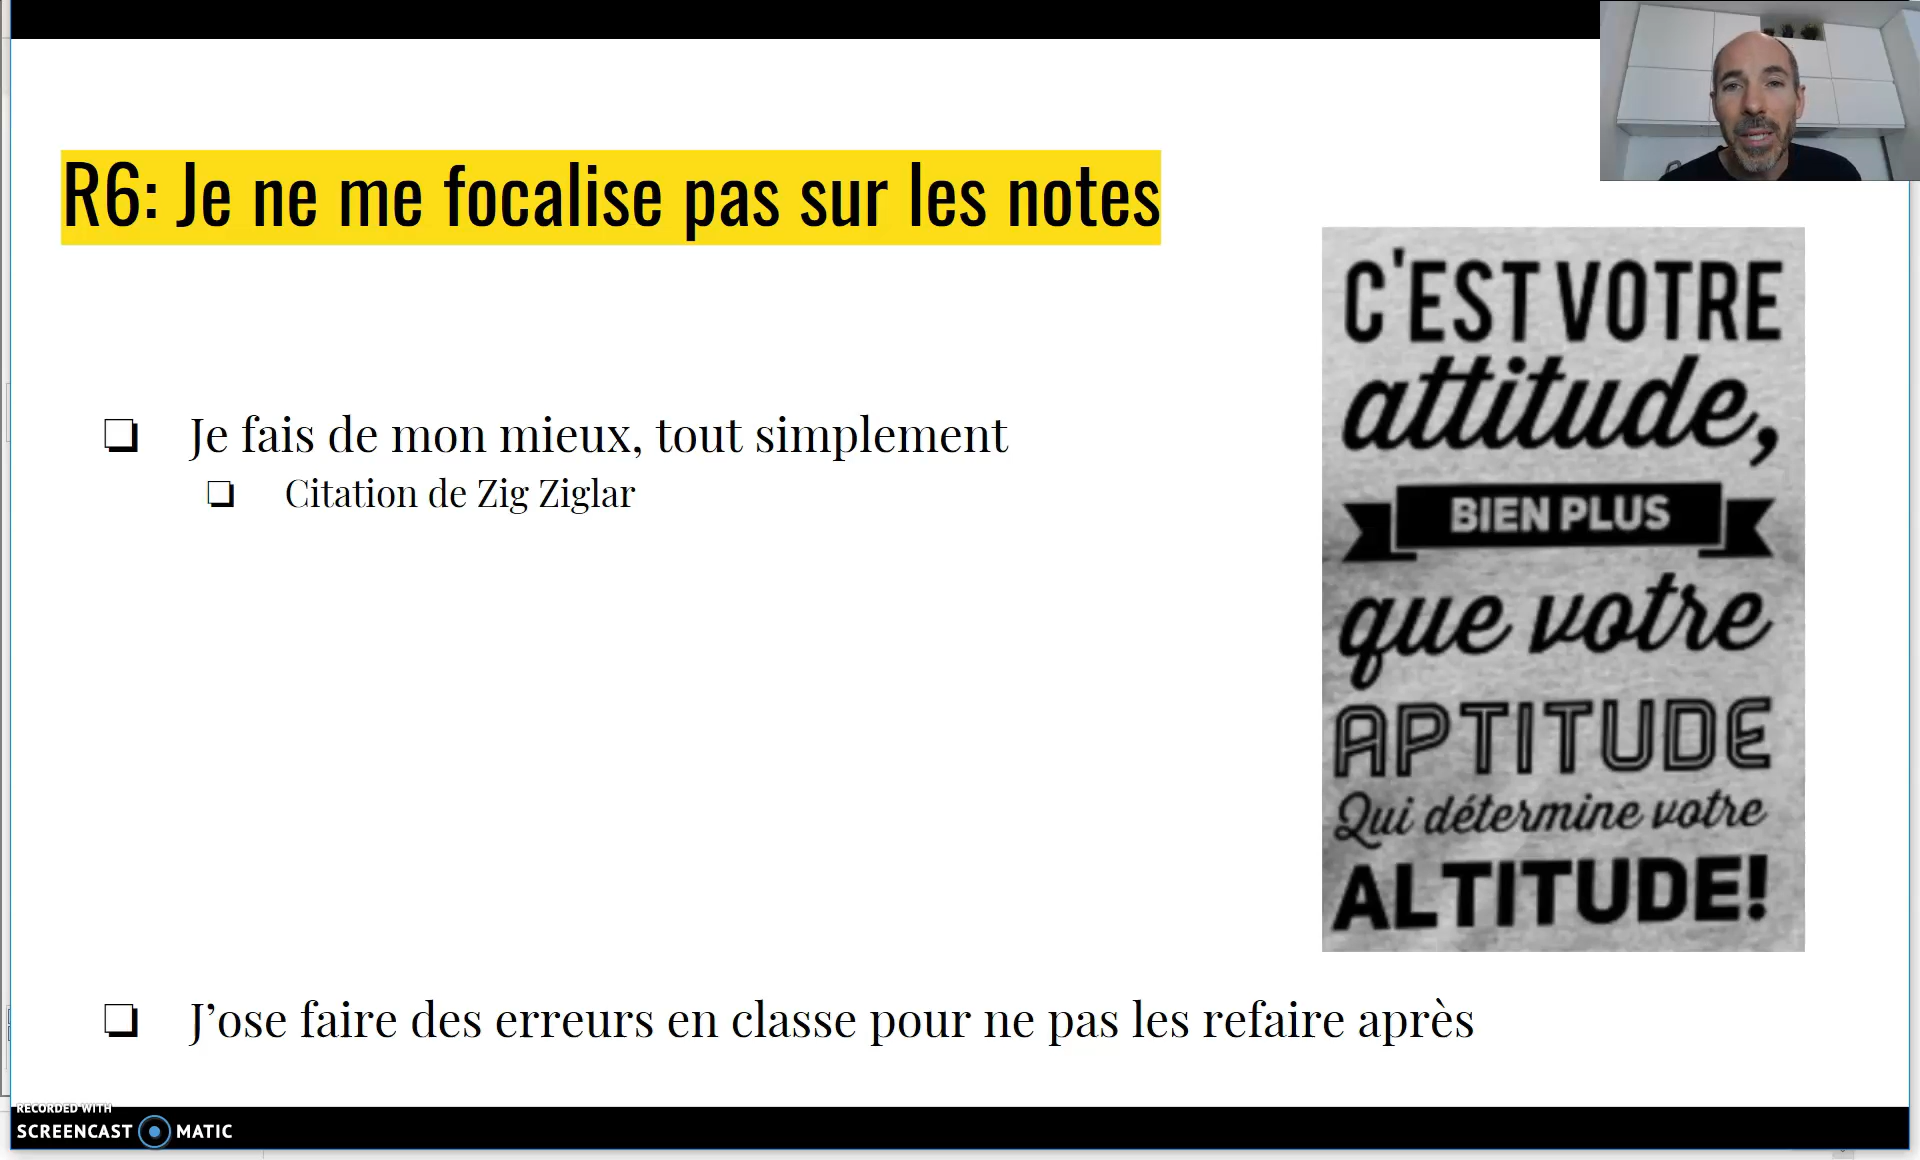 R6: Je ne me focalise pas sur les notes
Je fais de mon mieux, tout simplement
Citation de Zig Ziglar
C'EST VOTRE
attitude,
BIEN PLUS
que votre
APTITUDE
Qui détermine votre
ALTITUDE!
J’ose faire des erreurs en classe pour ne pas les refaire après
RECORDED WITH
SCREENCAST MATIC